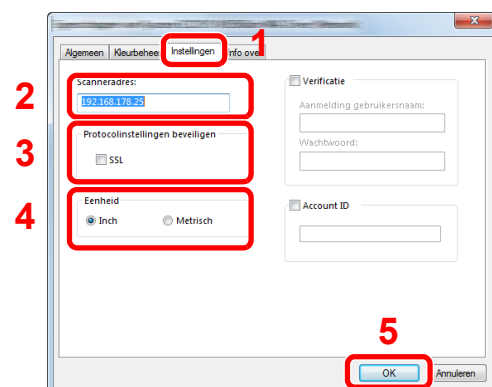 Algemeen Kleurbeheer Instellingen Info over
1
2
Scanneradres:
192.168.178.25
3
Protocolinstellingen beveiligen
SSL
4
Eenheid
Inch Metrisch
Verificatie
Aanmelding gebruikersnaam:
Wachtwoord:
Account ID
5
OK Annuleren